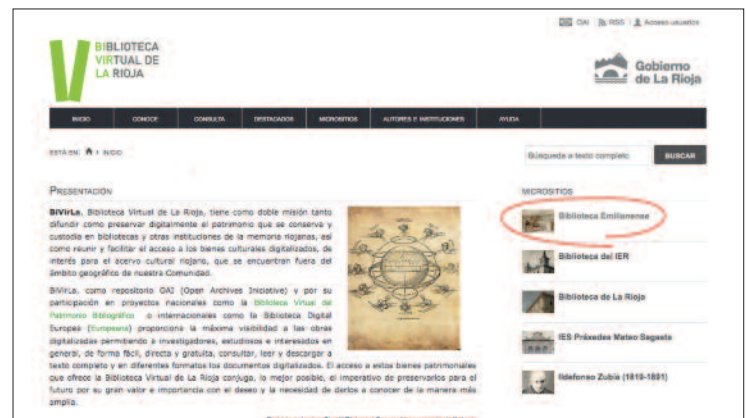 OAI RSS | Acceso usuarios
BIBLIOTECA
VIRTUAL DE
LA RIOJA
Gobierno
de La Rioja
INICIO CONOCE CONSULTA DESTACADOS MICROSITIOS AUTORES E INSTITUCIONES AYUDA
ESTÁ EN: › INICIO
Búsqueda a texto completo BUSCAR
PRESENTACIÓN
BiVirLa, Biblioteca Virtual de La Rioja, tiene como doble misión tanto
difundir como preservar digitalmente el patrimonio que se conserva y
custodia en bibliotecas y otras instituciones de la memoria riojanas, así
como reunir y facilitar el acceso a los bienes culturales digitalizados, de
interés para el acervo cultural riojano, que se encuentran fuera del
ámbito geográfico de nuestra Comunidad.
BiVirLa, como repositorio OAI (Open Archives Iniciative) y por su
participación en proyectos nacionales como la Biblioteca Virtual del
Patrimonio Bibliográfico o internacionales como la Biblioteca Digital
Europea (Europeana) proporciona la máxima visibilidad a las obras
digitalizadas permitiendo a investigadores, estudiosos e interesados en
general, de forma fácil, directa y gratuita, consultar, leer y descargar a
texto completo y en diferentes formatos los documentos digitalizados. El acceso a estos bienes patrimoniales
que ofrece la Biblioteca Virtual de La Rioja conjuga, lo mejor posible, el imperativo de preservarlos para el
futuro por su gran valor e importancia con el deseo y la necesidad de darlos a conocer de la manera más
amplia.
MICROSITIOS
Biblioteca Emilianense
Biblioteca del IER
Biblioteca de La Rioja
IES Práxedes Mateo Sagasta
Ildefonso Zubía (1819-1891)